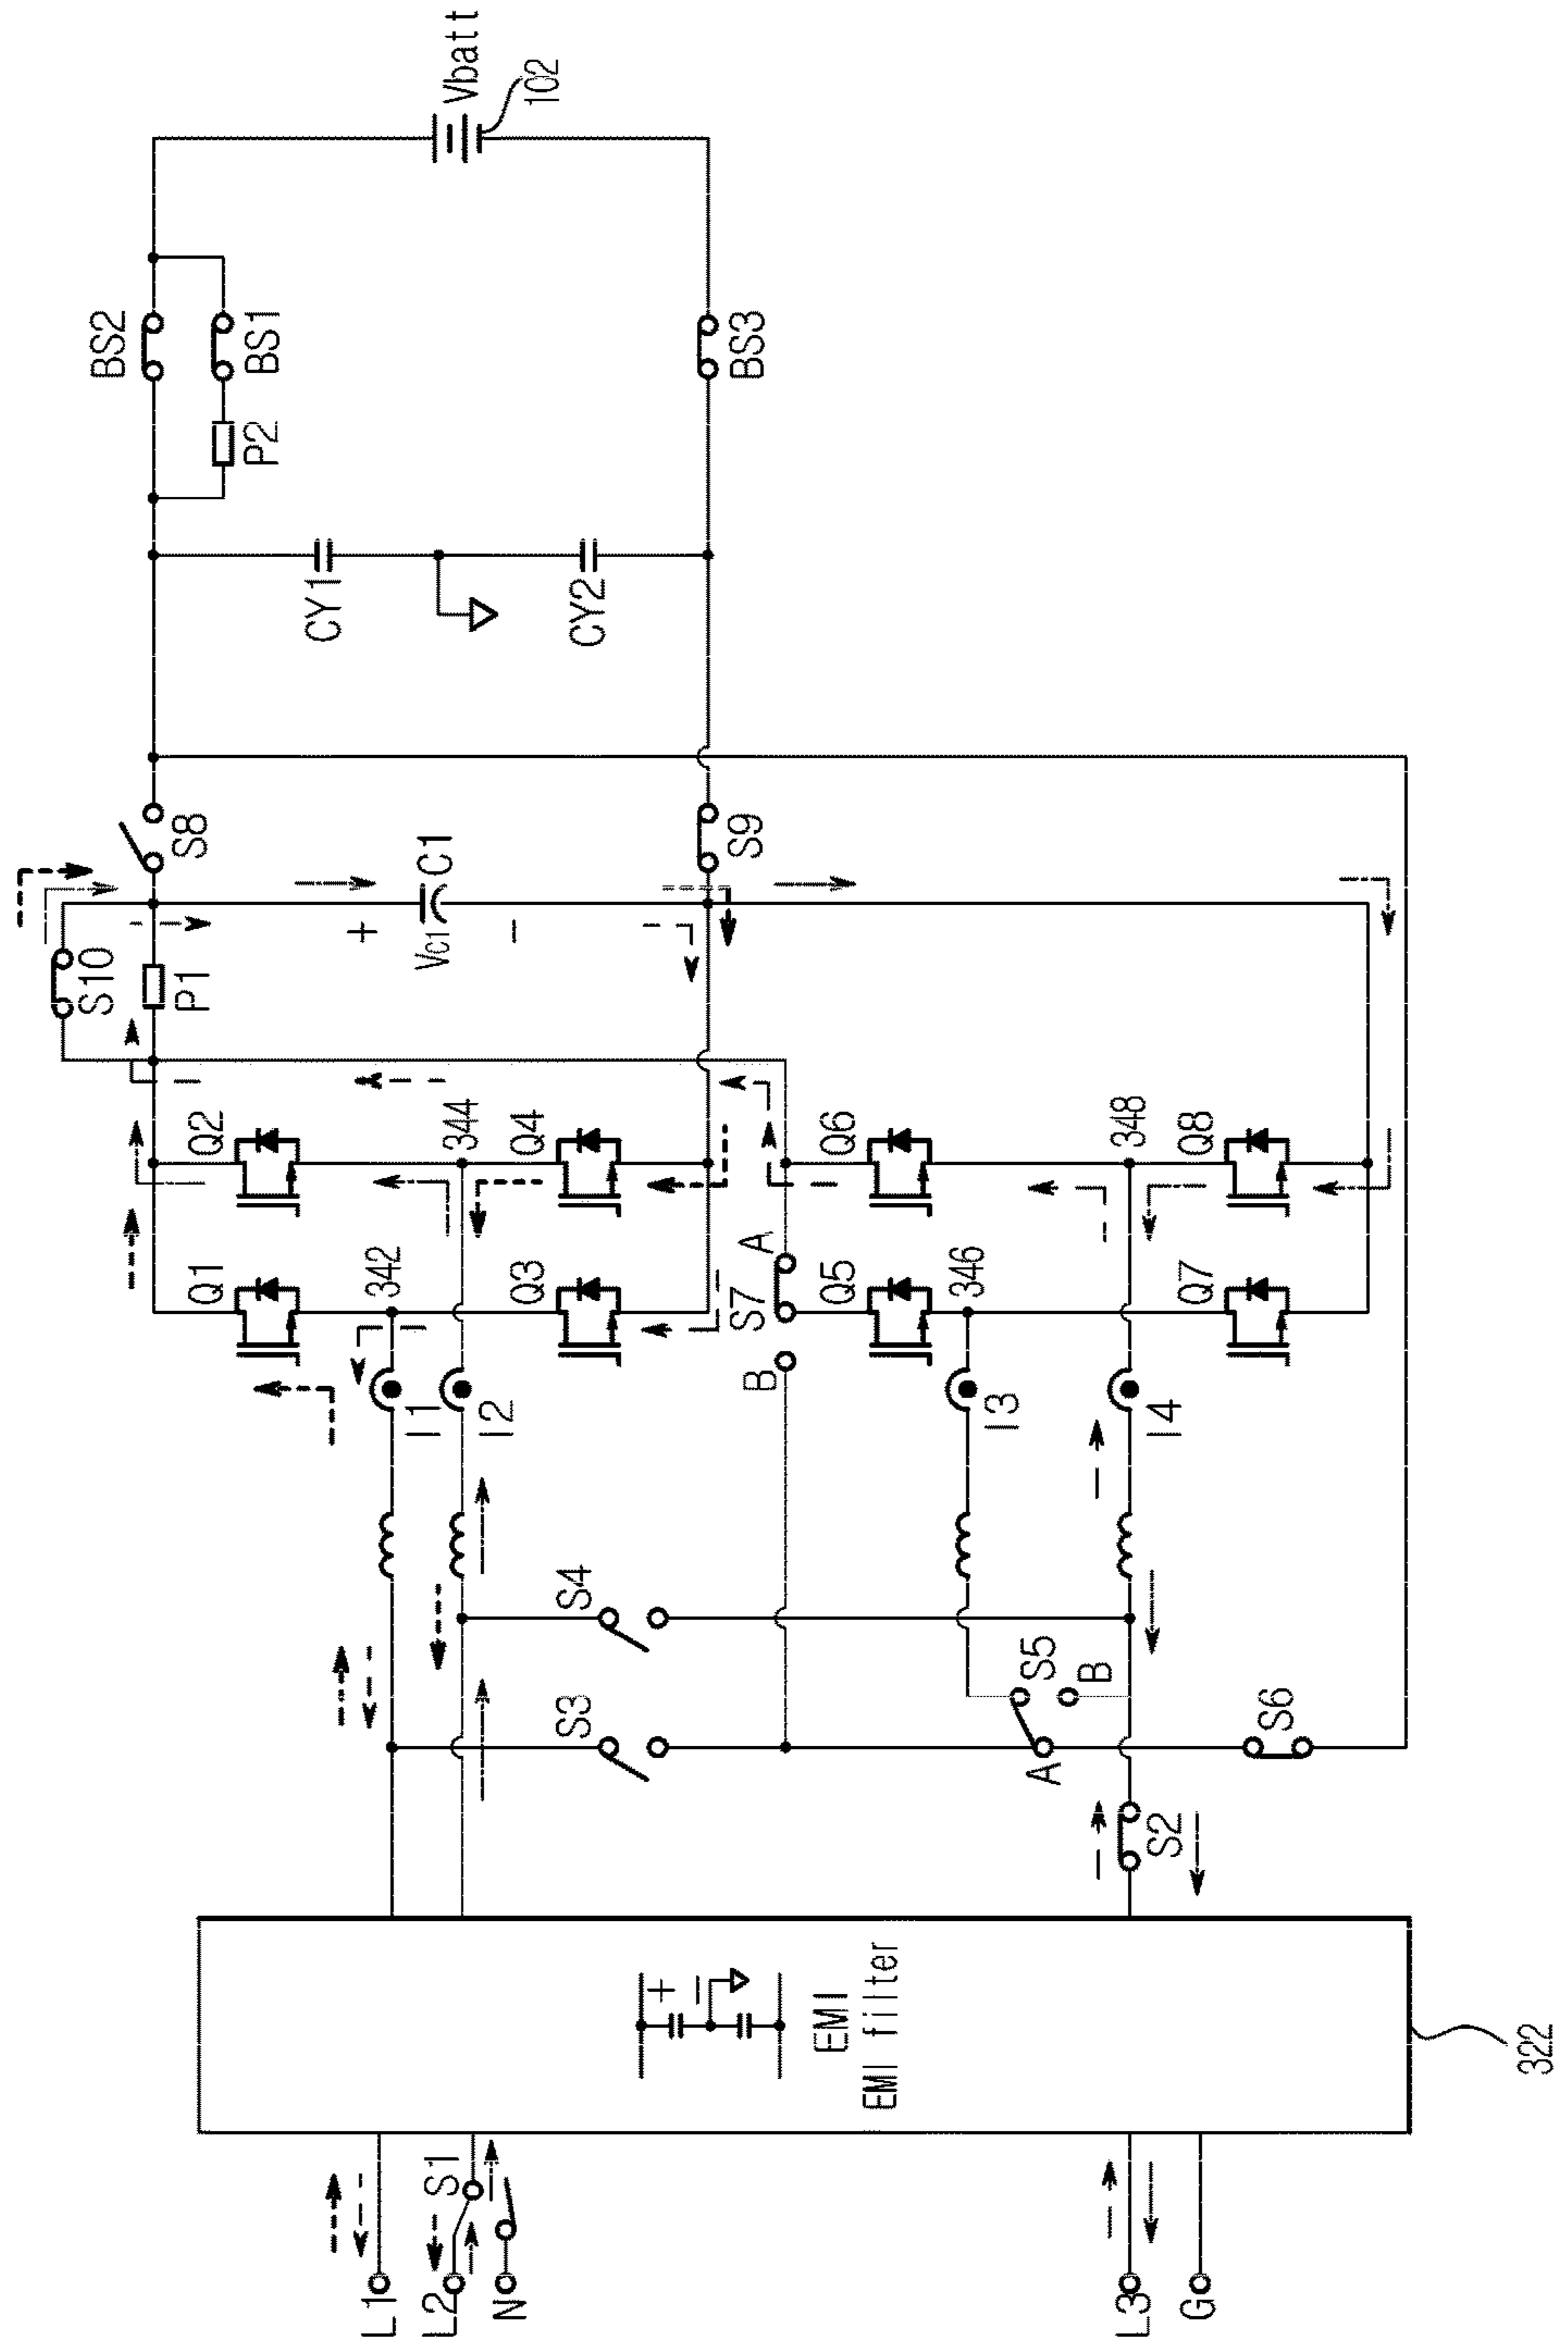 L1
L2
N
L3
G
S1
EMI
EMI filter
322
S2
S3
S4
S5
A
B
S6
I1
I2
I3
I4
342
344
346
348
Q1
Q2
Q3
Q4
Q5
Q6
Q7
Q8
S7
A
B
S10
P1
+
VC1
−
C1
S8
S9
CY1
CY2
P2
BS1
BS2
BS3
Vbatt
102
+
−